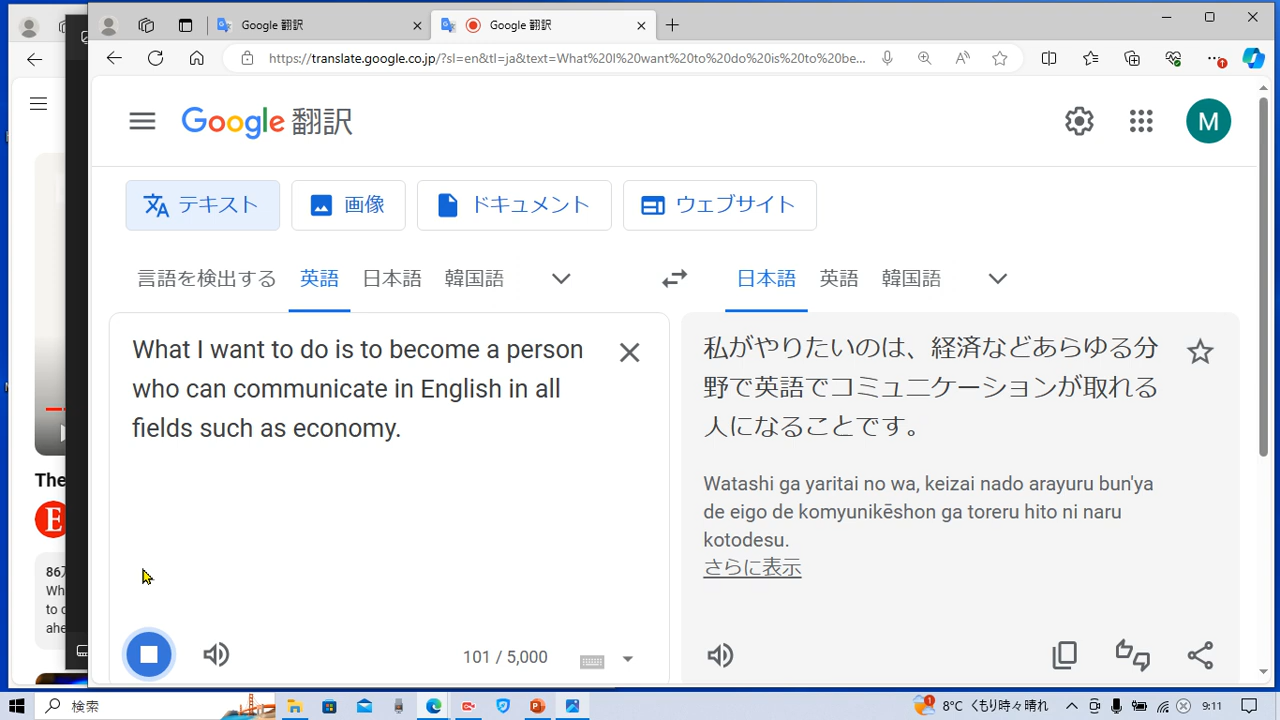 Google 翻訳
Google 翻訳
https://translate.google.co.jp/?sl=en&tl=ja&text=What%20I%20want%20to%20do%20is%20to%20be...
Google 翻訳
M
テキスト
画像
ドキュメント
ウェブサイト
言語を検出する
英語
日本語
韓国語
日本語
英語
韓国語
What I want to do is to become a person
who can communicate in English in all
fields such as economy.
私がやりたいのは、経済などあらゆる分
野で英語でコミュニケーションが取れる
人になることです。
Watashi ga yaritai no wa, keizai nado arayuru bun'ya
de eigo de komyunikēshon ga toreru hito ni naru
kotodesu.
さらに表示
101 / 5,000
The
E
86万
Wh
to c
ahe
検索
1
8°C くもり時々晴れ
9:11